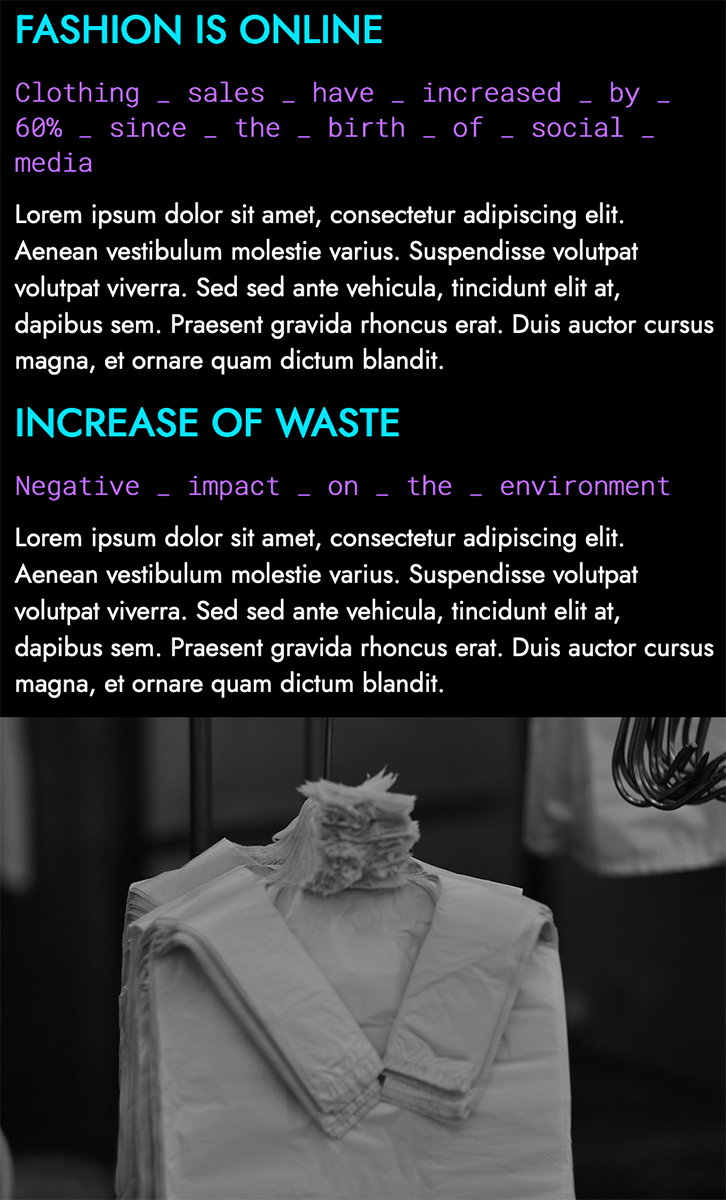 FASHION IS ONLINE
Clothing _ sales _ have _ increased _ by _
60% _ since _ the _ birth _ of _ social _
media
Lorem ipsum dolor sit amet, consectetur adipiscing elit.
Aenean vestibulum molestie varius. Suspendisse volutpat
volutpat viverra. Sed sed ante vehicula, tincidunt elit at,
dapibus sem. Praesent gravida rhoncus erat. Duis auctor cursus
magna, et ornare quam dictum blandit.
INCREASE OF WASTE
Negative _ impact _ on _ the _ environment
Lorem ipsum dolor sit amet, consectetur adipiscing elit.
Aenean vestibulum molestie varius. Suspendisse volutpat
volutpat viverra. Sed sed ante vehicula, tincidunt elit at,
dapibus sem. Praesent gravida rhoncus erat. Duis auctor cursus
magna, et ornare quam dictum blandit.